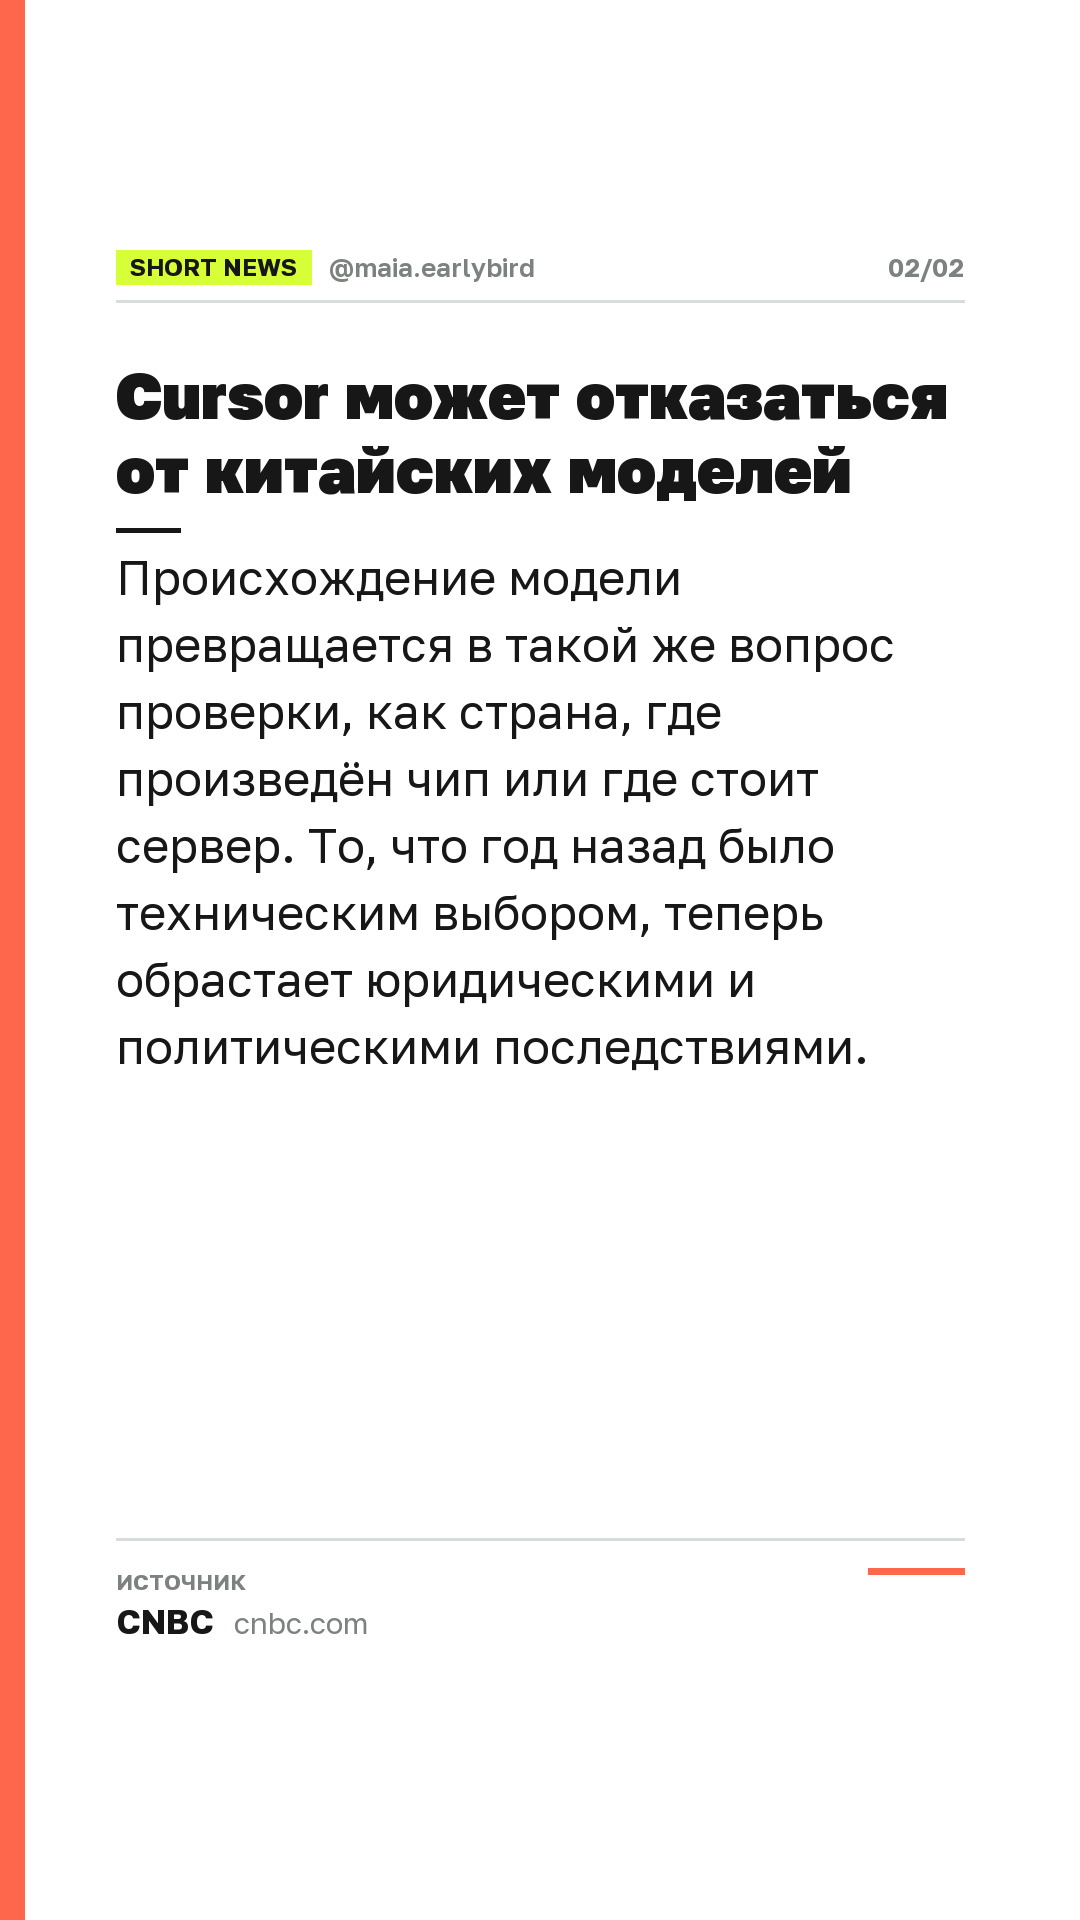 SHORT NEWS @maia.earlybird 02/02
Cursor может отказаться
от китайских моделей
Происхождение модели
превращается в такой же вопрос
проверки, как страна, где
произведён чип или где стоит
сервер. То, что год назад было
техническим выбором, теперь
обрастает юридическими и
политическими последствиями.
источник
CNBC cnbc.com